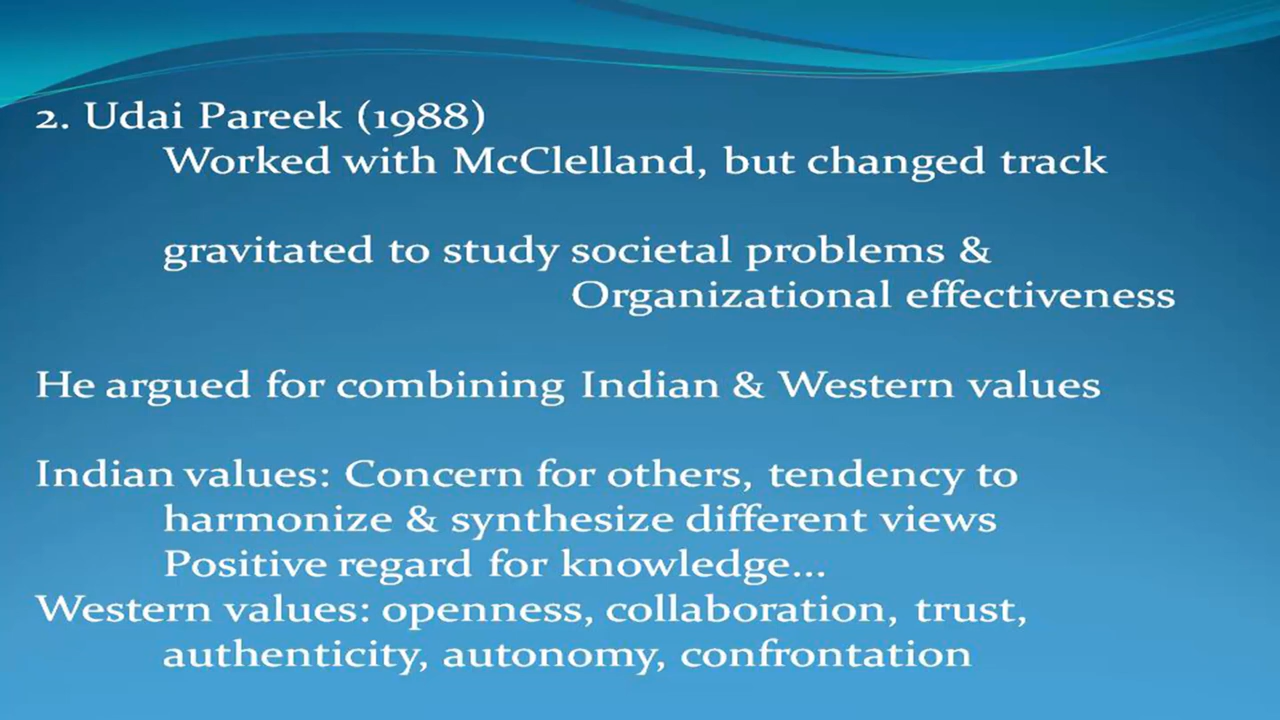 2. Udai Pareek (1988)
Worked with McClelland, but changed track
gravitated to study societal problems &
Organizational effectiveness
He argued for combining Indian & Western values
Indian values: Concern for others, tendency to
harmonize & synthesize different views
Positive regard for knowledge...
Western values: openness, collaboration, trust,
authenticity, autonomy, confrontation